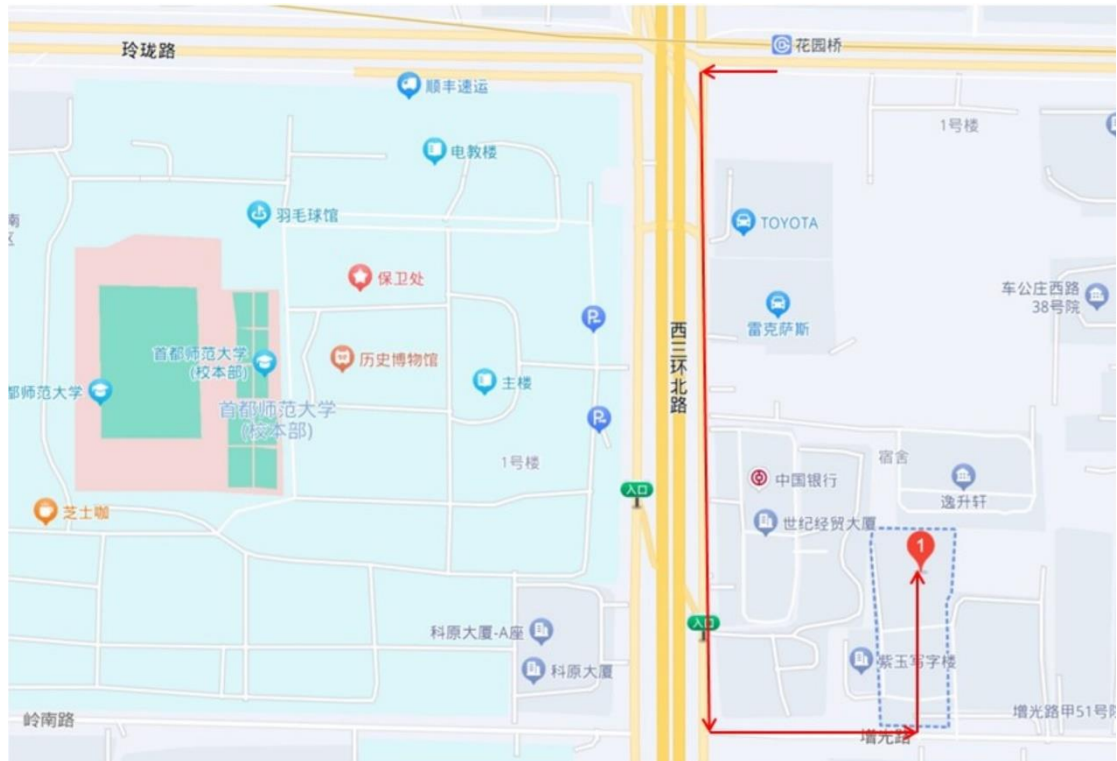 玲珑路
花园桥
顺丰速运
1号楼
电教楼
羽毛球馆
TOYOTA
南
区
保卫处
车公庄西路
38号院
雷克萨斯
西三环北路
首都师范大学
(校本部)
历史博物馆
主楼
都师范大学
首都师范大学
(校本部)
1号楼
宿舍
中国银行
逸升轩
入口
芝士咖
世纪经贸大厦
1
入口
科原大厦-A座
科原大厦
紫玉写字楼
岭南路
增光路
增光路甲51号院